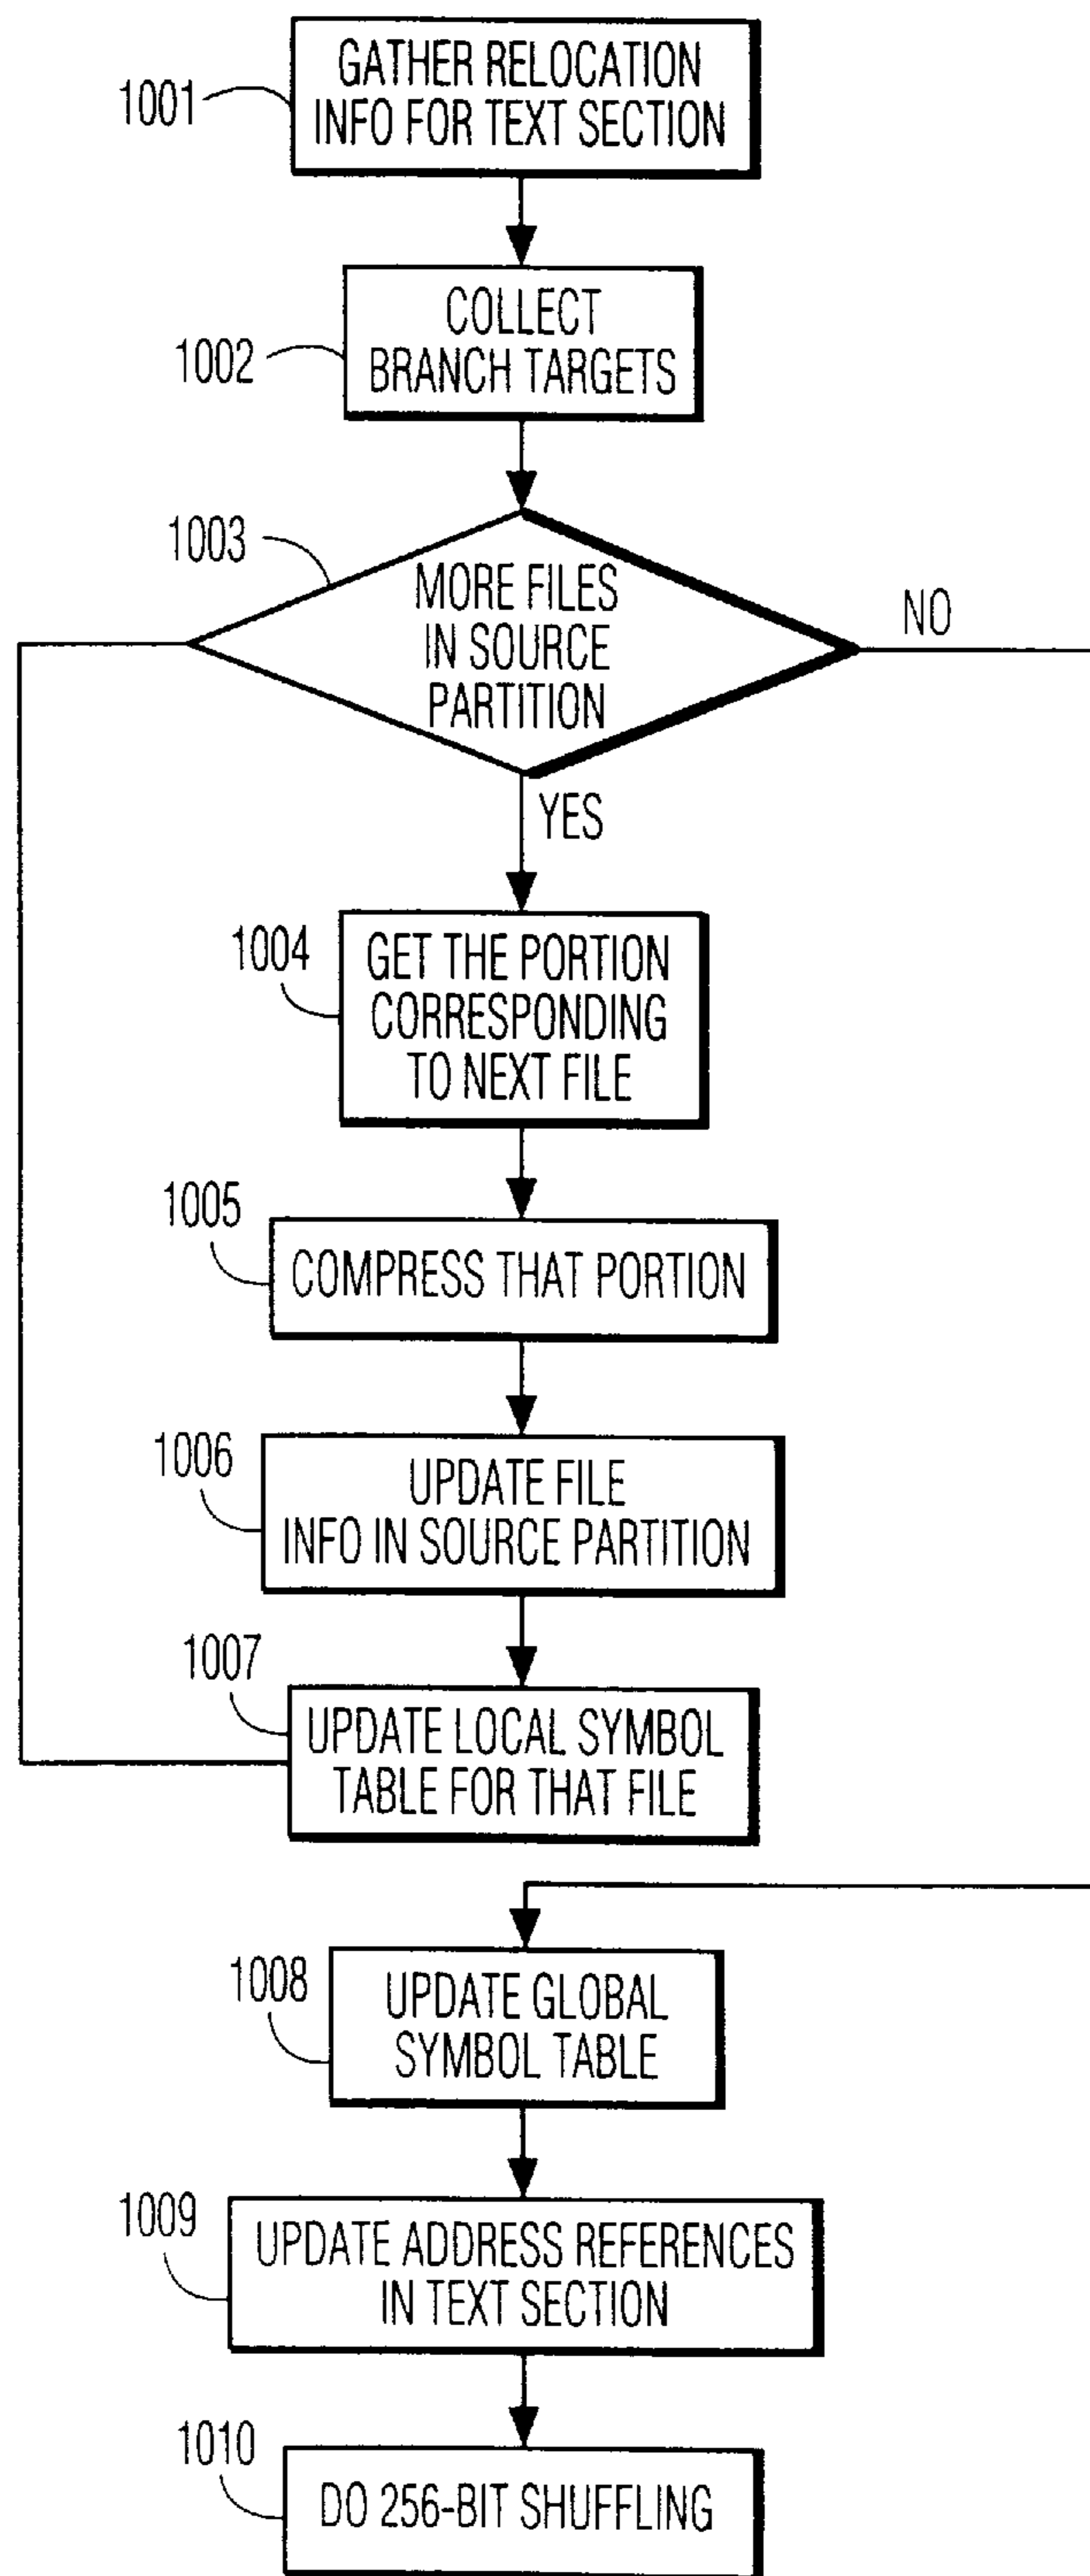 GATHER RELOCATION
INFO FOR TEXT SECTION
1001
COLLECT
BRANCH TARGETS
1002
1003
MORE FILES
IN SOURCE
PARTITION
NO
YES
1004
GET THE PORTION
CORRESPONDING
TO NEXT FILE
1005
COMPRESS THAT PORTION
1006
UPDATE FILE
INFO IN SOURCE PARTITION
1007
UPDATE LOCAL SYMBOL
TABLE FOR THAT FILE
1008
UPDATE GLOBAL
SYMBOL TABLE
1009
UPDATE ADDRESS REFERENCES
IN TEXT SECTION
1010
DO 256-BIT SHUFFLING